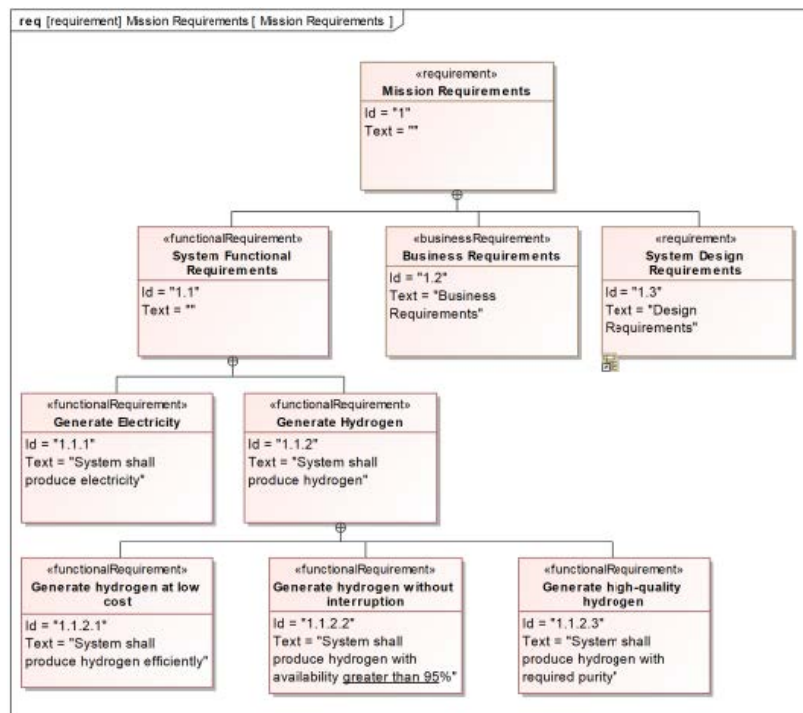 req [requirement] Mission Requirements [ Mission Requirements ]
«requirement»
Mission Requirements
Id = "1"
Text = ""
«functionalRequirement»
System Functional
Requirements
Id = "1.1"
Text = ""
«businessRequirement»
Business Requirements
Id = "1.2"
Text = "Business
Requirements"
«requirement»
System Design
Requirements
Id = "1.3"
Text = "Design
Requirements"
«functionalRequirement»
Generate Electricity
Id = "1.1.1"
Text = "System shall
produce electricity"
«functionalRequirement»
Generate Hydrogen
Id = "1.1.2"
Text = "System shall
produce hydrogen"
«functionalRequirement»
Generate hydrogen at low
cost
Id = "1.1.2.1"
Text = "System shall
produce hydrogen efficiently"
«functionalRequirement»
Generate hydrogen without
interruption
Id = "1.1.2.2"
Text = "System shall
produce hydrogen with
availability greater than 95%"
«functionalRequirement»
Generate high-quality
hydrogen
Id = "1.1.2.3"
Text = "System shall
produce hydrogen with
required purity"